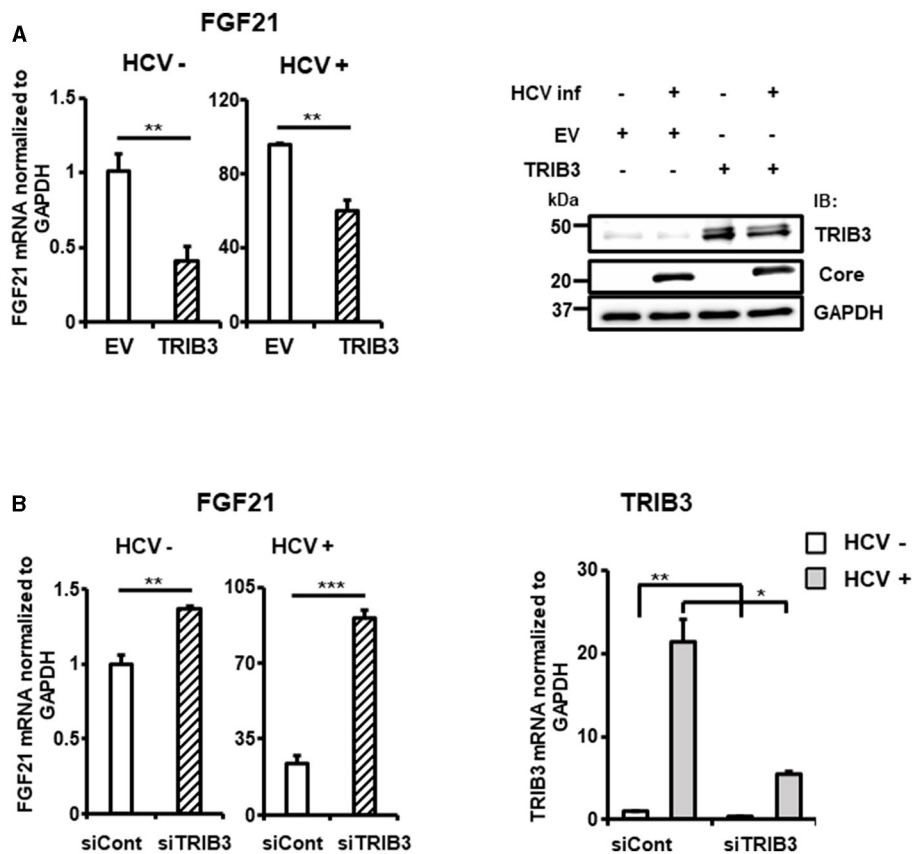 A
FGF21
HCV -
HCV +
FGF21 mRNA normalized to
GAPDH
1.5
1
0.5
0
**
EV
TRIB3
120
80
40
0
**
EV
TRIB3
HCV inf - + - +
EV + + - -
TRIB3 - - + +
kDa
IB:
50
TRIB3
20
Core
37
GAPDH
B
FGF21
HCV -
HCV +
FGF21 mRNA normalized to
GAPDH
1.5
1
0.5
0
**
siCont
siTRIB3
105
70
35
0
***
siCont
siTRIB3
TRIB3
HCV -
HCV +
TRIB3 mRNA normalized to
GAPDH
30
20
10
0
**
*
siCont
siTRIB3